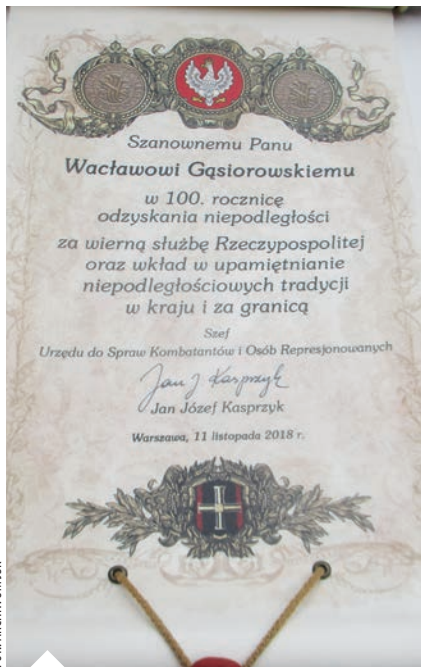 Szanownemu Panu
Wacławowi Gąsiorowskiemu
w 100. rocznicę
odzyskania niepodległości
za wierną służbę Rzeczypospolitej
oraz wkład w upamiętnianie
niepodległościowych tradycji
w kraju i za granicą
Szef
Urzędu do Spraw Kombatantów i Osób Represjonowanych
Jan J Kasprzyk
Jan Józef Kasprzyk
Warszawa, 11 listopada 2018 r.